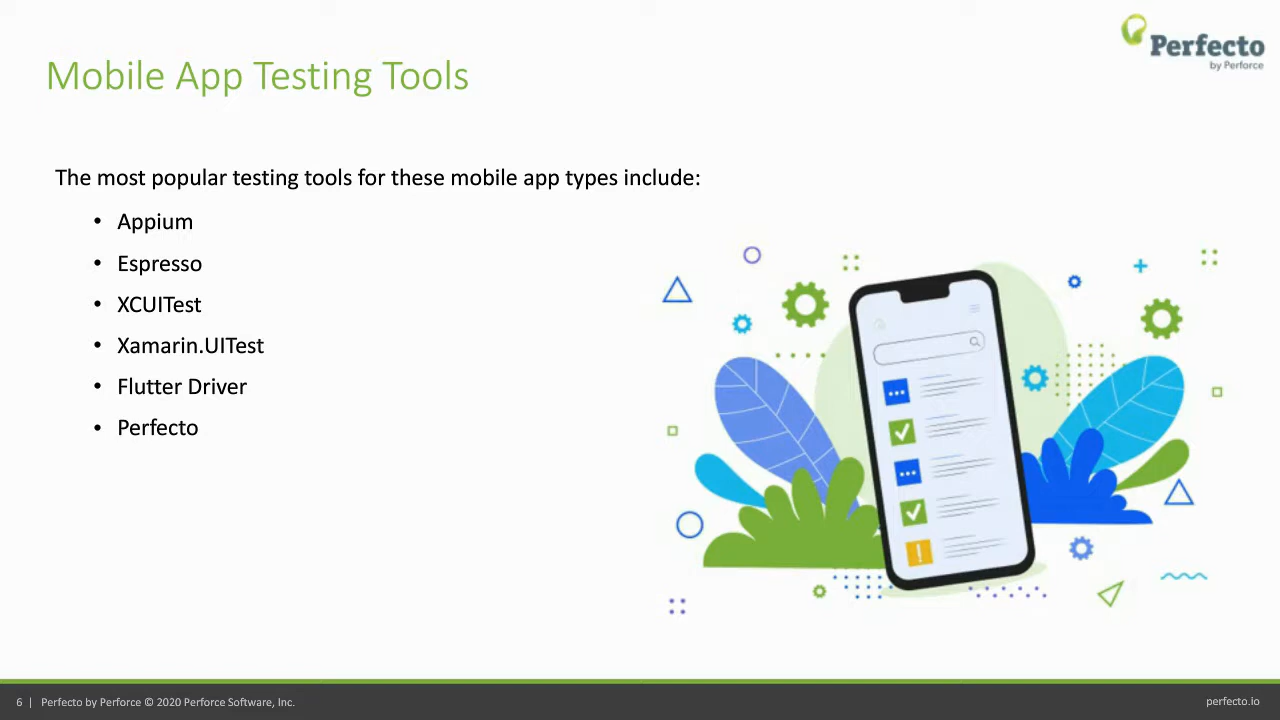 Perfecto
by Perforce
Mobile App Testing Tools
The most popular testing tools for these mobile app types include:
• Appium
• Espresso
• XCUITest
• Xamarin.UITest
• Flutter Driver
• Perfecto
6 | Perfecto by Perforce © 2020 Perforce Software, Inc.
perfecto.io